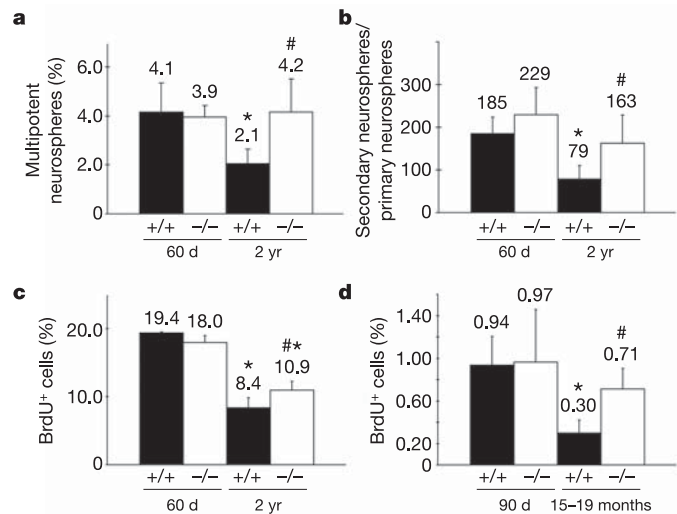 a
Multipotent
neurospheres (%)
6.0
4.0
2.0
0
4.1
3.9
*
2.1
#
4.2
+/+ −/− +/+ −/−
60 d 2 yr
b
Secondary neurospheres/
primary neurospheres
300
200
100
0
185
229
*
79
#
163
+/+ −/− +/+ −/−
60 d 2 yr
c
BrdU+ cells (%)
20.0
10.0
0
19.4
18.0
*
8.4
#*
10.9
+/+ −/− +/+ −/−
60 d 2 yr
d
BrdU+ cells (%)
1.40
1.00
0.60
0.20
0.94
0.97
*
0.30
#
0.71
+/+ −/− +/+ −/−
90 d 15–19 months